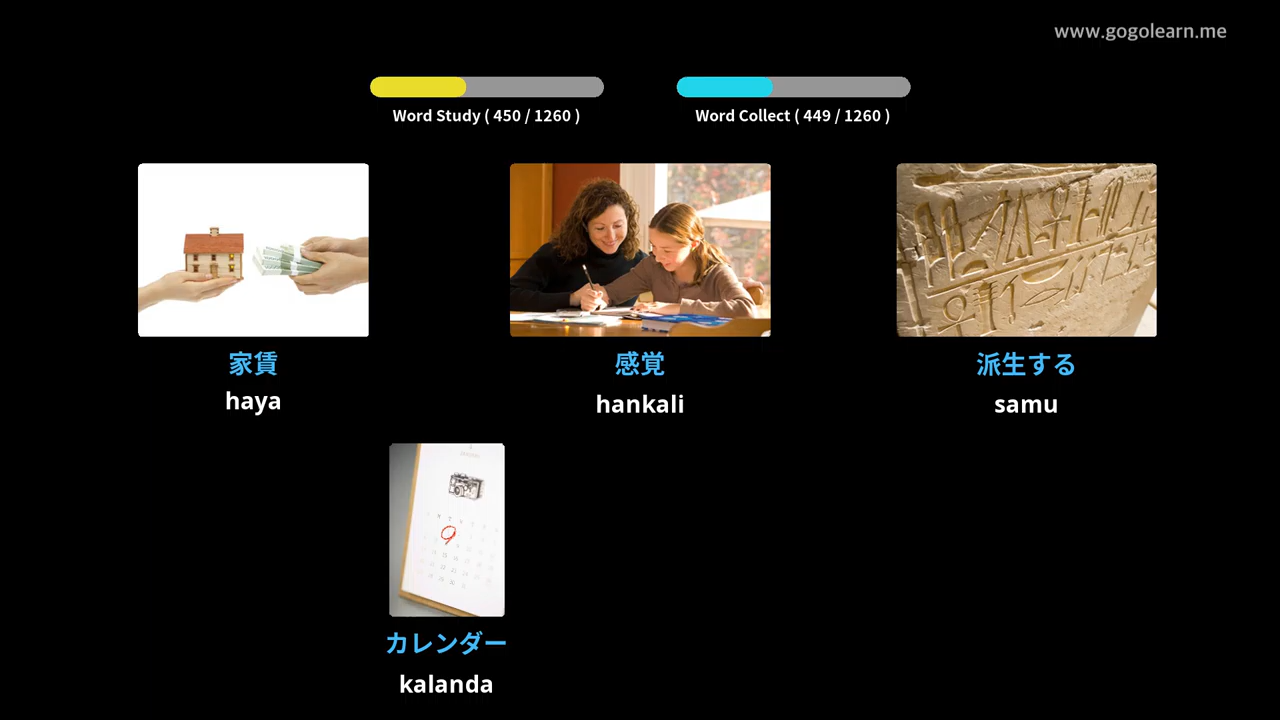 www.gogolearn.me
Word Study ( 450 / 1260 )
Word Collect ( 449 / 1260 )
家賃
haya
感覚
hankali
派生する
samu
カレンダー
kalanda